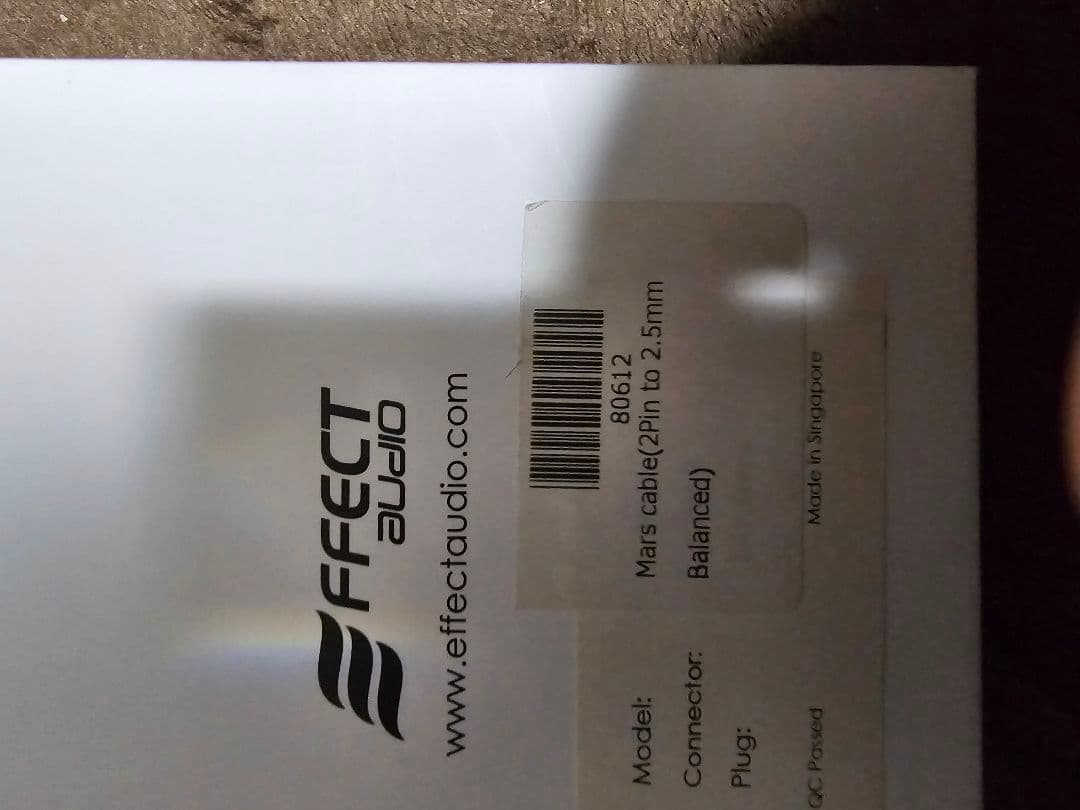 EFFECT
audio
www.effectaudio.com
80612
Model: Mars cable(2Pin to 2.5mm
Connector: Balanced)
Plug:
QC Passed Made in Singapore